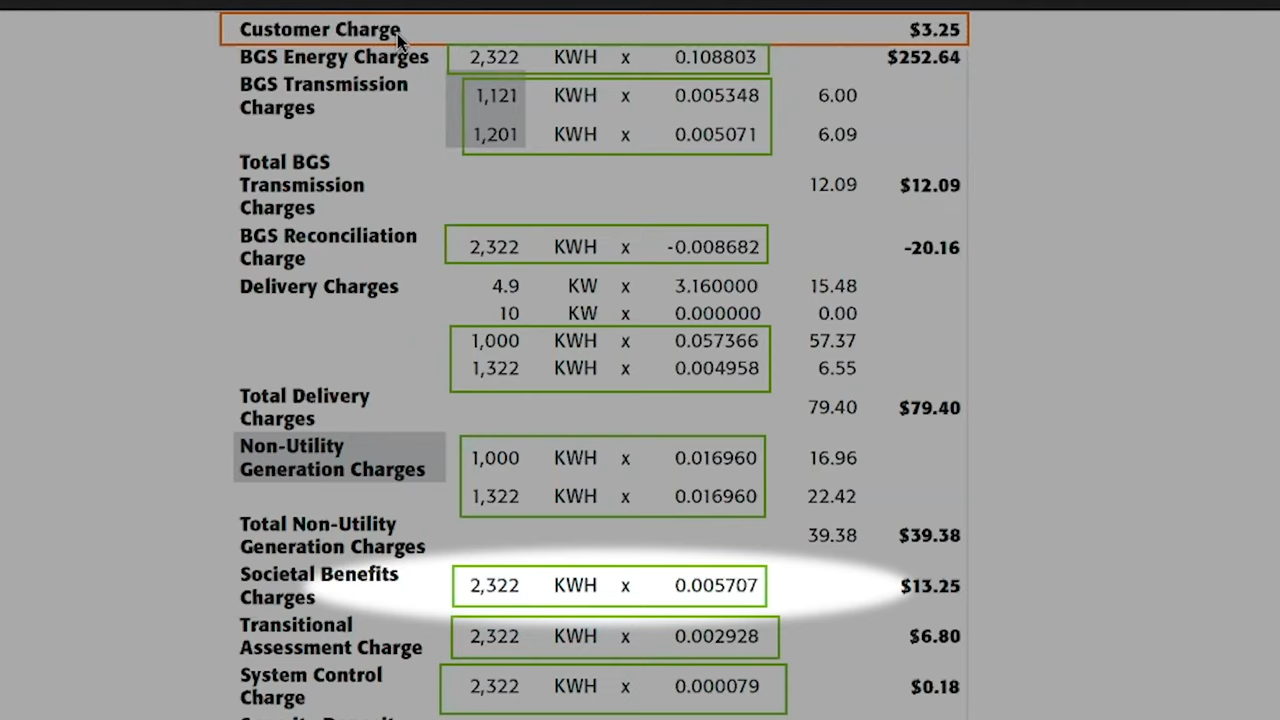 Customer Charge $3.25
BGS Energy Charges 2,322 KWH x 0.108803 $252.64
BGS Transmission
Charges 1,121 KWH x 0.005348 6.00
1,201 KWH x 0.005071 6.09
Total BGS
Transmission 12.09 $12.09
Charges
BGS Reconciliation
Charge 2,322 KWH x -0.008682 -20.16
Delivery Charges 4.9 KW x 3.160000 15.48
10 KW x 0.000000 0.00
1,000 KWH x 0.057366 57.37
1,322 KWH x 0.004958 6.55
Total Delivery
Charges 79.40 $79.40
Non-Utility
Generation Charges 1,000 KWH x 0.016960 16.96
1,322 KWH x 0.016960 22.42
Total Non-Utility
Generation Charges 39.38 $39.38
Societal Benefits
Charges 2,322 KWH x 0.005707 $13.25
Transitional
Assessment Charge 2,322 KWH x 0.002928 $6.80
System Control
Charge 2,322 KWH x 0.000079 $0.18